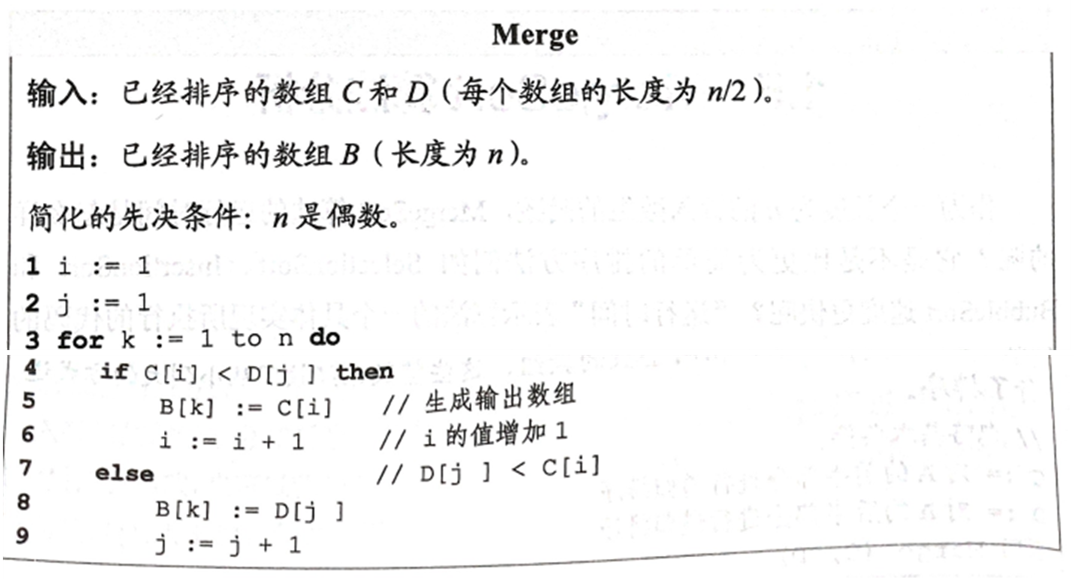 Merge
输入：已经排序的数组 C 和 D（每个数组的长度为 n/2）。
输出：已经排序的数组 B（长度为 n）。
简化的先决条件：n 是偶数。
1 i := 1
2 j := 1
3 for k := 1 to n do
4 if C[i] < D[j ] then
5 B[k] := C[i] // 生成输出数组
6 i := i + 1 // i 的值增加 1
7 else // D[j ] < C[i]
8 B[k] := D[j ]
9 j := j + 1